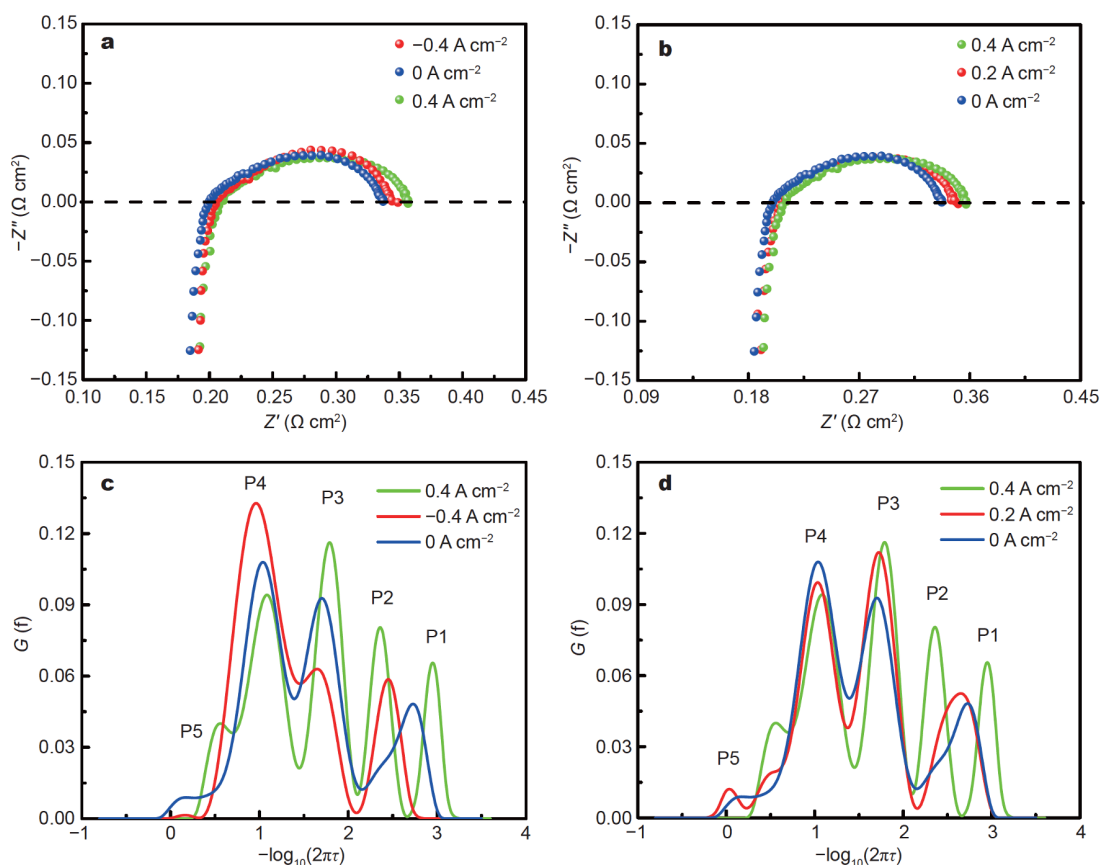 a
−0.4 A cm⁻²
0 A cm⁻²
0.4 A cm⁻²
0.15
0.10
0.05
0.00
−0.05
−0.10
−0.15
−Z″ (Ω cm²)
0.10 0.15 0.20 0.25 0.30 0.35 0.40 0.45
Z′ (Ω cm²)
b
0.4 A cm⁻²
0.2 A cm⁻²
0 A cm⁻²
0.15
0.10
0.05
0.00
−0.05
−0.10
−0.15
−Z″ (Ω cm²)
0.09 0.18 0.27 0.36 0.45
Z′ (Ω cm²)
c
0.4 A cm⁻²
−0.4 A cm⁻²
0 A cm⁻²
P4
P3
P2
P1
P5
0.15
0.12
0.09
0.06
0.03
0.00
G (f)
−1 0 1 2 3 4
−log₁₀(2πτ)
d
0.4 A cm⁻²
0.2 A cm⁻²
0 A cm⁻²
P3
P4
P2
P1
P5
0.15
0.12
0.09
0.06
0.03
0.00
G (f)
−1 0 1 2 3 4
−log₁₀(2πτ)